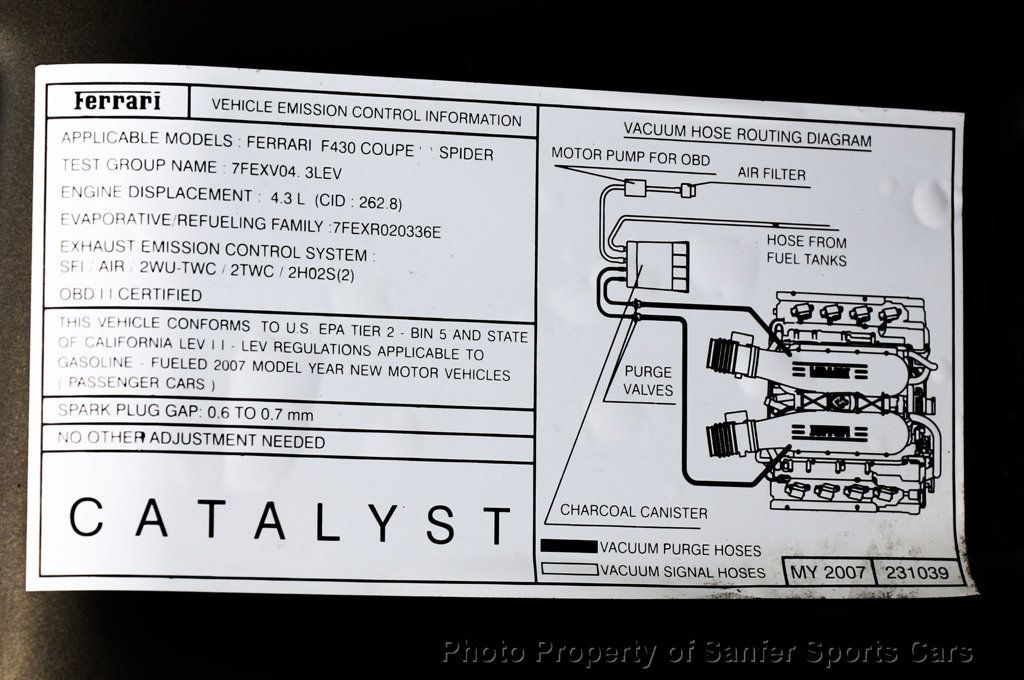 Ferrari
VEHICLE EMISSION CONTROL INFORMATION
APPLICABLE MODELS : FERRARI F430 COUPE ' ' SPIDER
TEST GROUP NAME : 7FEXV04. 3LEV
ENGINE DISPLACEMENT : 4.3 L (CID : 262.8)
EVAPORATIVE/REFUELING FAMILY :7FEXR020336E
EXHAUST EMISSION CONTROL SYSTEM :
SFI / AIR / 2WU-TWC / 2TWC / 2H02S(2)
OBD I I CERTIFIED
THIS VEHICLE CONFORMS TO U.S. EPA TIER 2 - BIN 5 AND STATE
OF CALIFORNIA LEV I I - LEV REGULATIONS APPLICABLE TO
GASOLINE - FUELED 2007 MODEL YEAR NEW MOTOR VEHICLES
( PASSENGER CARS )
SPARK PLUG GAP: 0.6 TO 0.7 mm
NO OTHER ADJUSTMENT NEEDED
CATALYST
VACUUM HOSE ROUTING DIAGRAM
MOTOR PUMP FOR OBD
AIR FILTER
HOSE FROM
FUEL TANKS
PURGE
VALVES
CHARCOAL CANISTER
VACUUM PURGE HOSES
VACUUM SIGNAL HOSES
MY 2007
231039
Photo Property of Sanfer Sports Cars